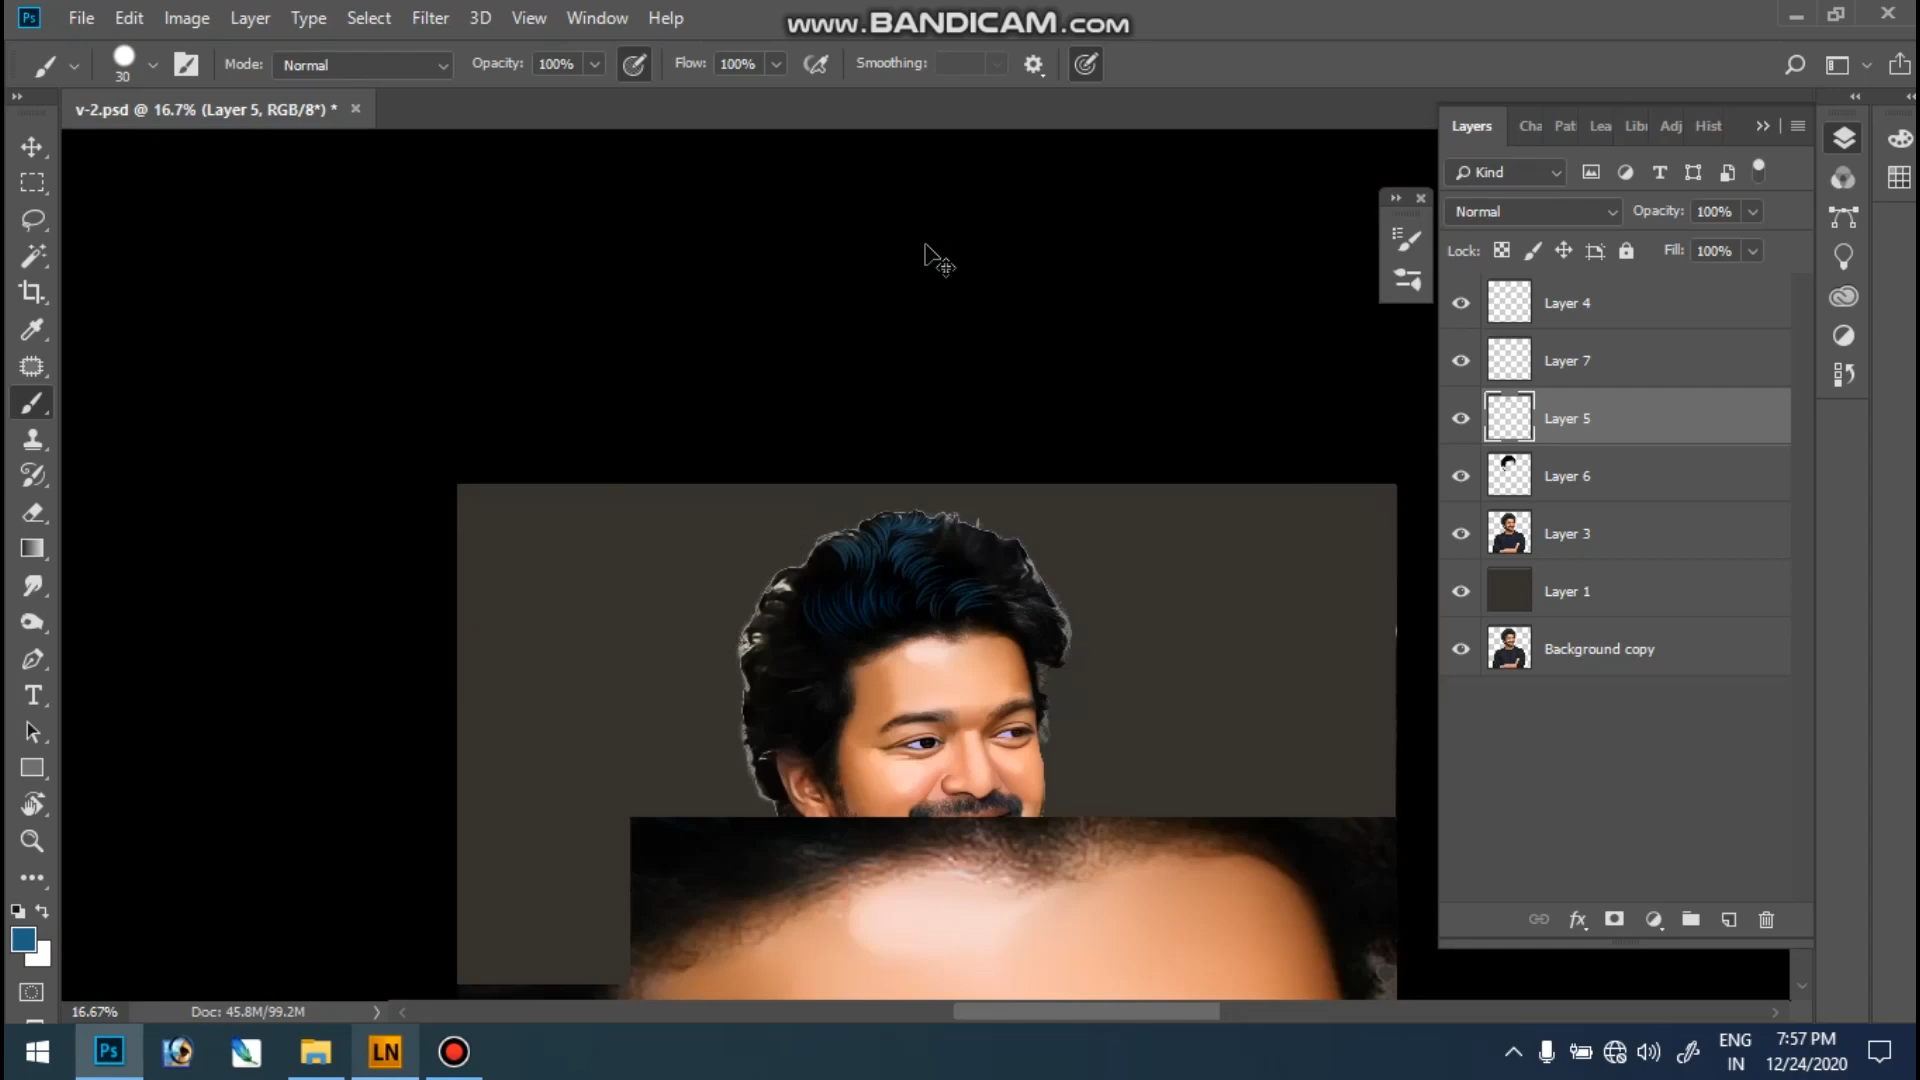 Ps File Edit Image Layer Type Select Filter 3D View Window Help
www.BANDICAM.com
30 Mode: Normal Opacity: 100% Flow: 100% Smoothing:
v-2.psd @ 16.7% (Layer 5, RGB/8*) *
Layers Cha Pat Lea Libr Adj Hist
Kind
Normal Opacity: 100%
Lock: Fill: 100%
Layer 4
Layer 7
Layer 5
Layer 6
Layer 3
Layer 1
Background copy
T
16.67% Doc: 45.8M/99.2M
Ps LN ENG 7:57 PM
IN 12/24/2020